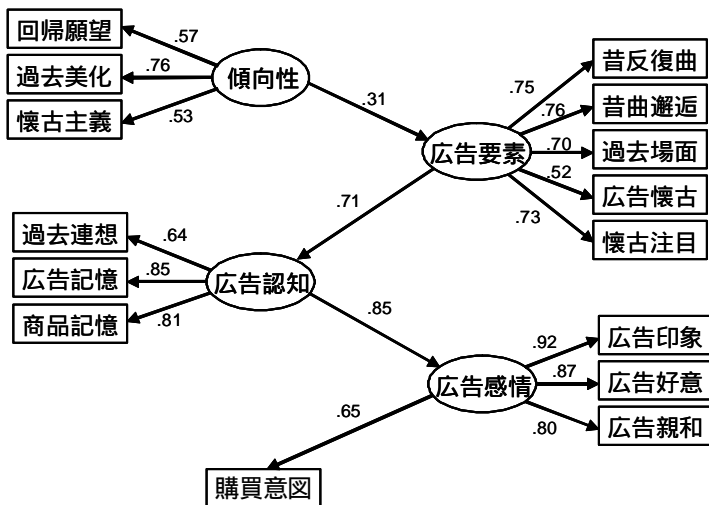 回帰願望
過去美化
懐古主義
.57
.76
.53
傾向性
.31
広告要素
.75
.76
.70
.52
.73
昔反復曲
昔曲邂逅
過去場面
広告懐古
懐古注目
.71
過去連想
広告記憶
商品記憶
.64
.85
.81
広告認知
.85
広告感情
.92
.87
.80
広告印象
広告好意
広告親和
.65
購買意図